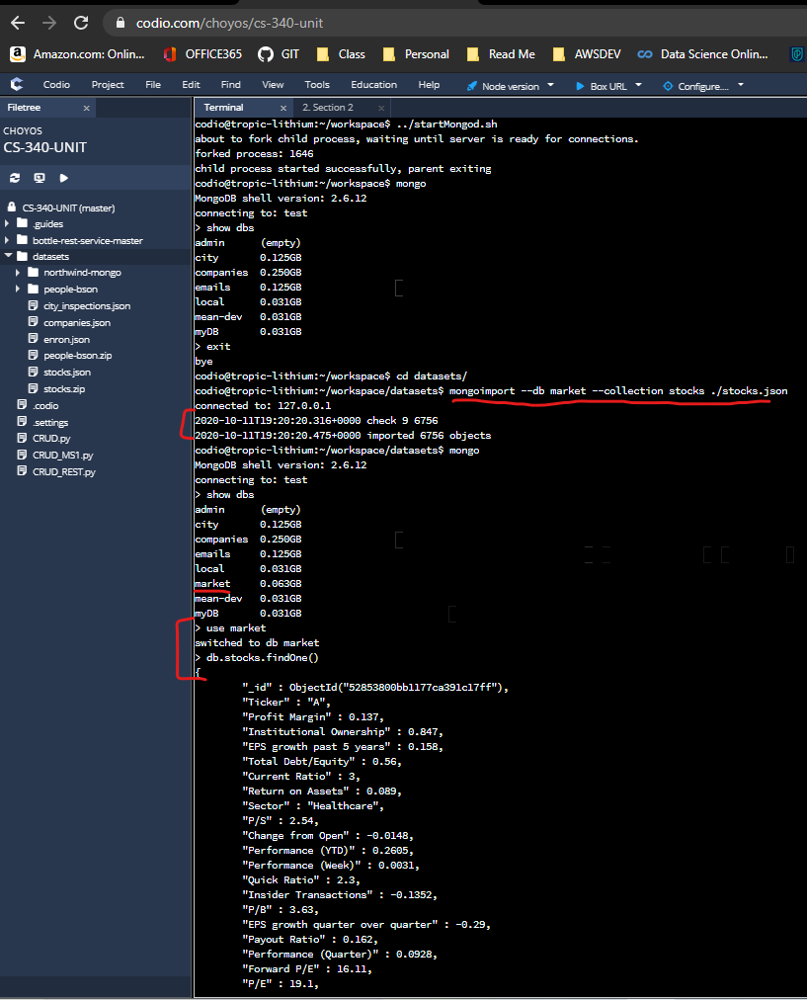 codio.com/choyos/cs-340-unit
Amazon.com: Onlin... OFFICE365 GIT Class Personal Read Me AWSDEV Data Science Onlin...
Codio Project File Edit Find View Tools Education Help Node version Box URL Configure....
Filetree x
Terminal x 2. Section 2 x
CHOYOS
CS-340-UNIT
CS-340-UNIT (master)
.guides
bottle-rest-service-master
datasets
northwind-mongo
people-bson
city_inspections.json
companies.json
enron.json
people-bson.zip
stocks.json
stocks.zip
.codio
.settings
CRUD.py
CRUD_MS1.py
CRUD_REST.py
codio@tropic-lithium:~/workspace$ ../startMongod.sh
about to fork child process, waiting until server is ready for connections.
forked process: 1646
child process started successfully, parent exiting
codio@tropic-lithium:~/workspace$ mongo
MongoDB shell version: 2.6.12
connecting to: test
> show dbs
admin (empty)
city 0.125GB
companies 0.250GB
emails 0.125GB
local 0.031GB
mean-dev 0.031GB
myDB 0.031GB
> exit
bye
codio@tropic-lithium:~/workspace$ cd datasets/
codio@tropic-lithium:~/workspace/datasets$ mongoimport --db market --collection stocks ./stocks.json
connected to: 127.0.0.1
2020-10-11T19:20:20.316+0000 check 9 6756
2020-10-11T19:20:20.475+0000 imported 6756 objects
codio@tropic-lithium:~/workspace/datasets$ mongo
MongoDB shell version: 2.6.12
connecting to: test
> show dbs
admin (empty)
city 0.125GB
companies 0.250GB
emails 0.125GB
local 0.031GB
market 0.063GB
mean-dev 0.031GB
myDB 0.031GB
> use market
switched to db market
> db.stocks.findOne()
{
"_id" : ObjectId("52853800bb1177ca391c17ff"),
"Ticker" : "A",
"Profit Margin" : 0.137,
"Institutional Ownership" : 0.847,
"EPS growth past 5 years" : 0.158,
"Total Debt/Equity" : 0.56,
"Current Ratio" : 3,
"Return on Assets" : 0.089,
"Sector" : "Healthcare",
"P/S" : 2.54,
"Change from Open" : -0.0148,
"Performance (YTD)" : 0.2605,
"Performance (Week)" : 0.0031,
"Quick Ratio" : 2.3,
"Insider Transactions" : -0.1352,
"P/B" : 3.63,
"EPS growth quarter over quarter" : -0.29,
"Payout Ratio" : 0.162,
"Performance (Quarter)" : 0.0928,
"Forward P/E" : 16.11,
"P/E" : 19.1,